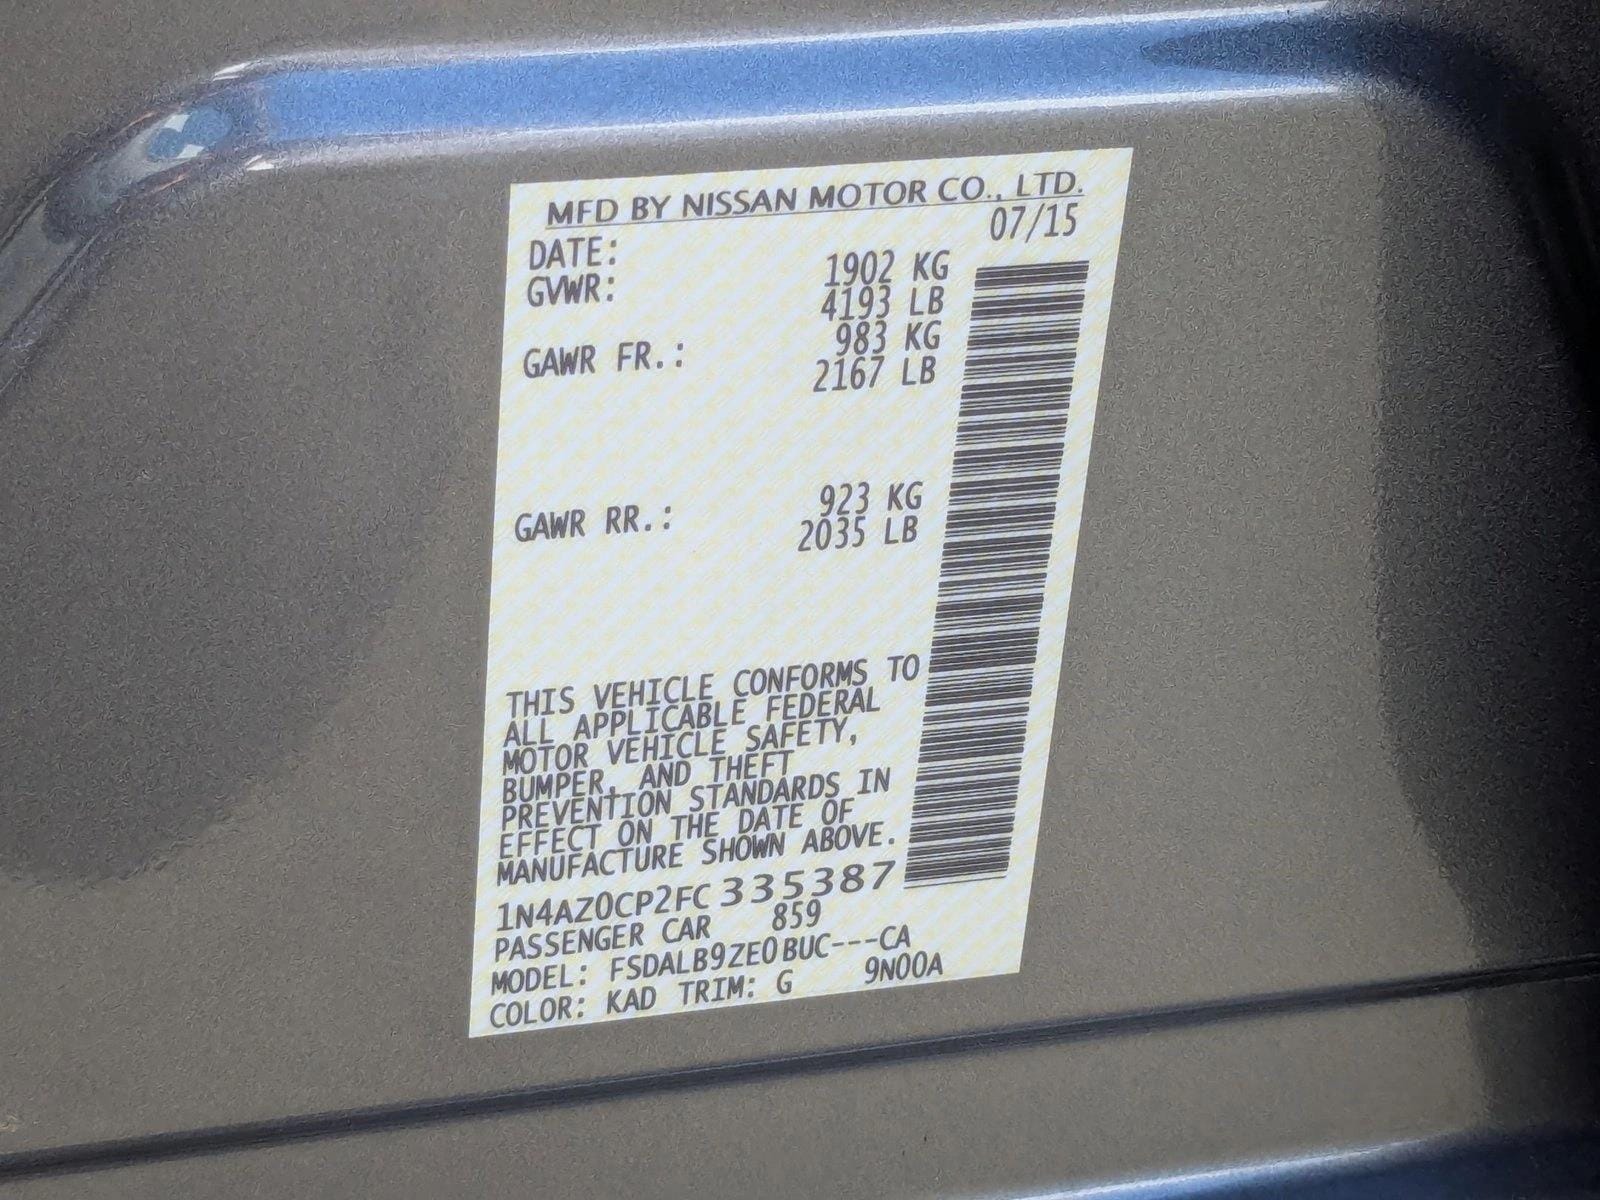 MFD BY NISSAN MOTOR CO., LTD.
DATE: 07/15
GVWR: 1902 KG
4193 LB
GAWR FR.: 983 KG
2167 LB
GAWR RR.: 923 KG
2035 LB
THIS VEHICLE CONFORMS TO
ALL APPLICABLE FEDERAL
MOTOR VEHICLE SAFETY,
BUMPER, AND THEFT
PREVENTION STANDARDS IN
EFFECT ON THE DATE OF
MANUFACTURE SHOWN ABOVE.
1N4AZ0CP2FC335387
PASSENGER CAR 859
MODEL: FSDALB9ZE0BUC---CA
COLOR: KAD TRIM: G 9N00A